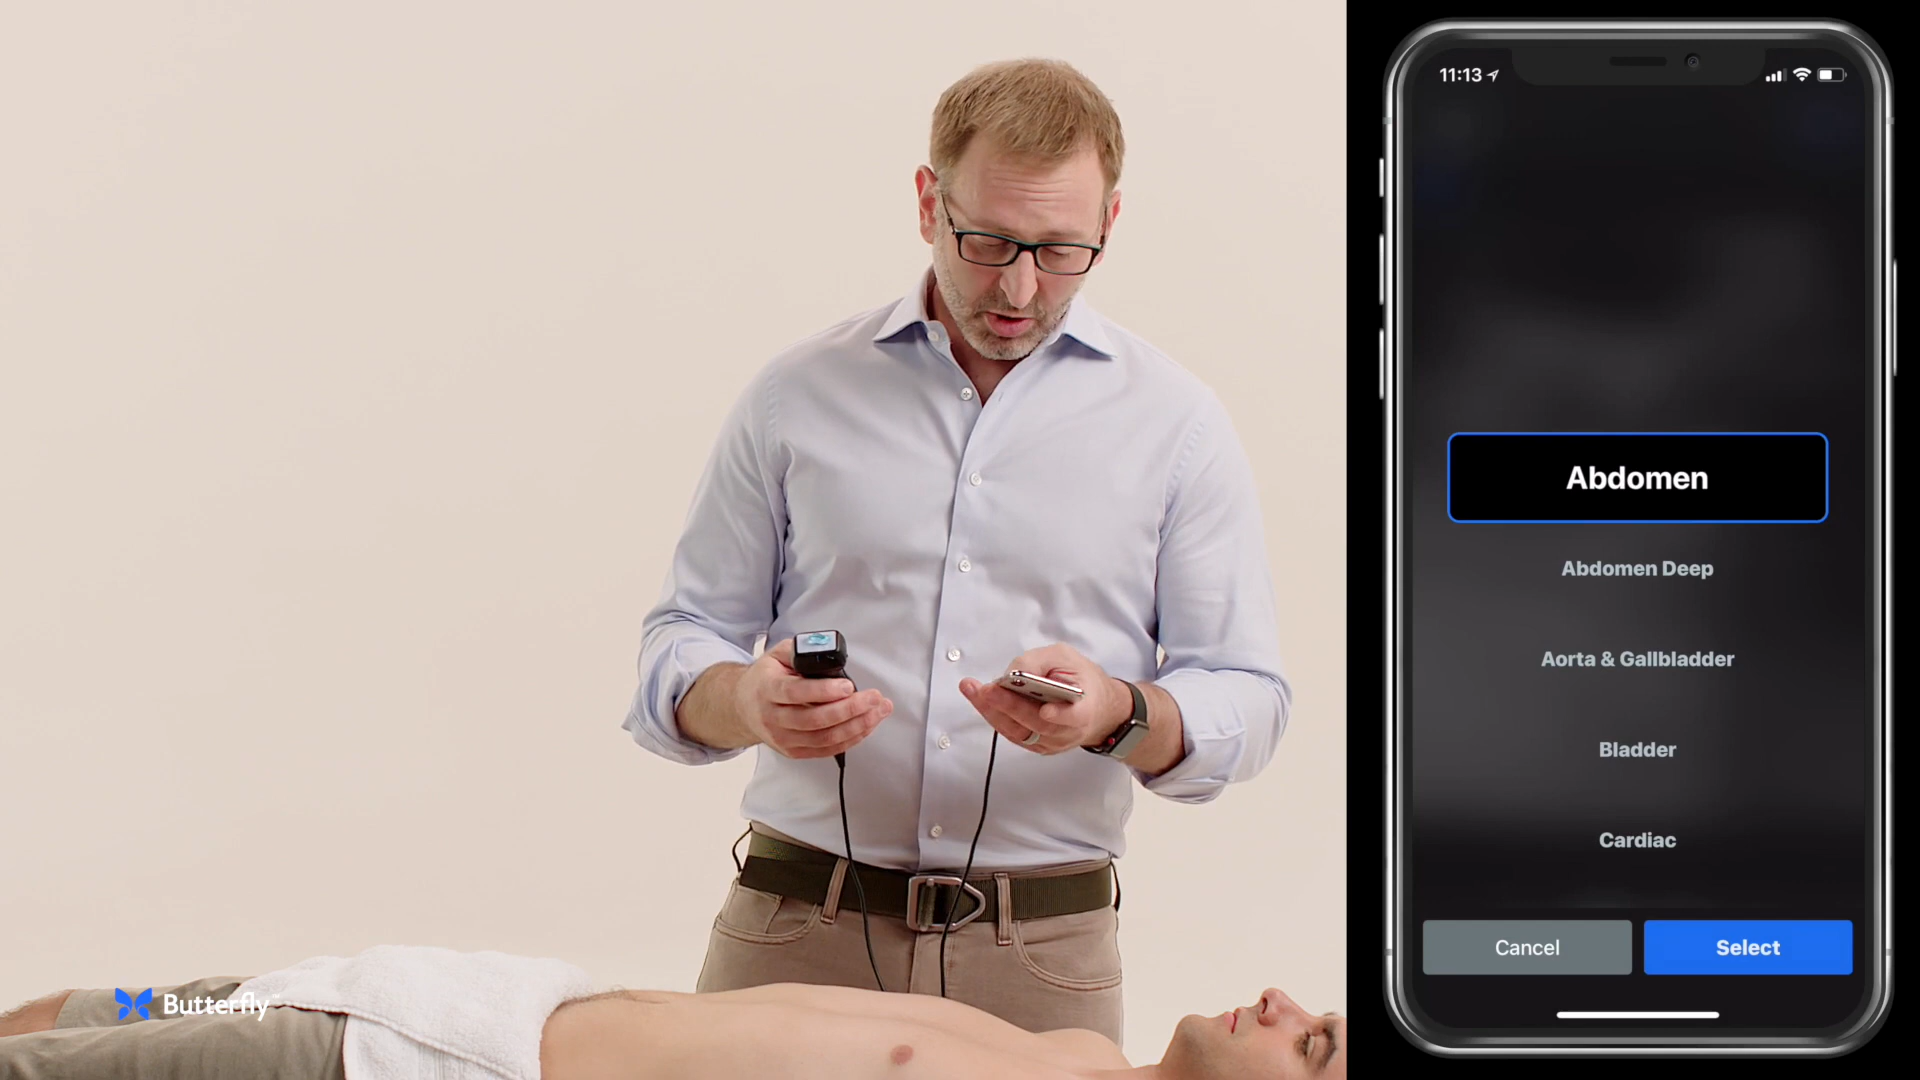 Butterfly
11:13
Abdomen
Abdomen Deep
Aorta & Gallbladder
Bladder
Cardiac
Cancel
Select